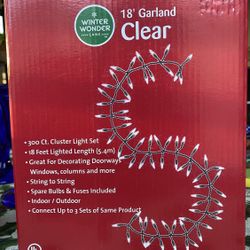 WINTER
WONDER
LANE
18' Garland
Clear
• 300 Ct. Cluster Light Set
• 18 Feet Lighted Length (5.4m)
• Great For Decorating Doorways,
Windows, columns and more
• String to String
• Spare Bulbs & Fuses Included
• Indoor / Outdoor
• Connect Up to 3 Sets of Same Product
UL